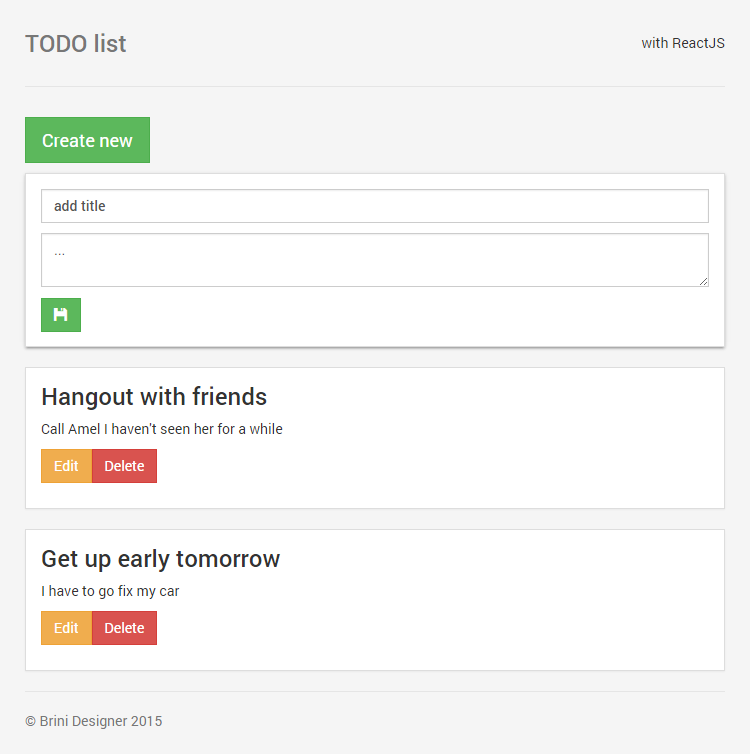 TODO list
with ReactJS
Create new
add title
...
Hangout with friends
Call Amel I haven't seen her for a while
Edit Delete
Get up early tomorrow
I have to go fix my car
Edit Delete
© Brini Designer 2015